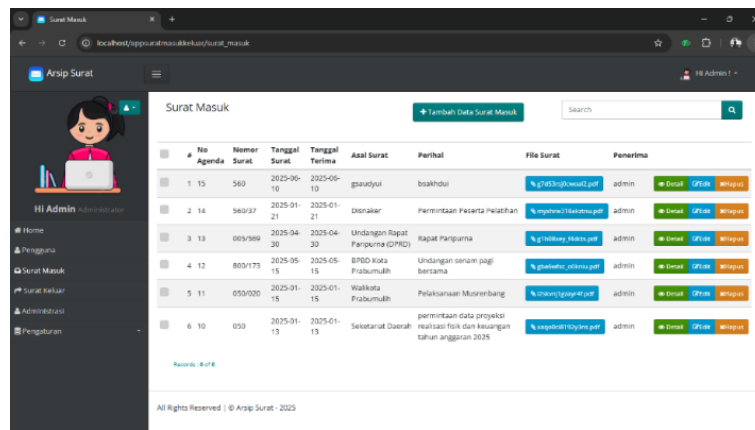 Surat Masuk
localhost/appsuratmasukkeluar/surat_masuk
Arsip Surat
Hi Admin !
Hi Admin Administrator
Home
Pengguna
Surat Masuk
Surat Keluar
Administrasi
Pengaturan
Surat Masuk
+Tambah Data Surat Masuk
Search
# No Agenda Nomor Surat Tanggal Surat Tanggal Terima Asal Surat Perihal File Surat Penerima
1 15 560 2025-06-10 2025-06-10 gsaudyui bsakhdui admin Detail Edit Hapus
2 14 560/37 2025-01-21 2025-01-21 Disnaker Permintaan Peserta Pelatihan admin Detail Edit Hapus
3 13 005/569 2025-04-30 2025-04-30 Undangan Rapat Paripurna (DPRD) Rapat Paripurna admin Detail Edit Hapus
4 12 800/173 2025-05-15 2025-05-15 BPBD Kota Prabumulih Undangan senam pagi bersama admin Detail Edit Hapus
5 11 050/020 2025-01-15 2025-01-15 Walikota Prabumulih Pelaksanaan Musrenbang admin Detail Edit Hapus
6 10 050 2025-01-13 2025-01-13 Seketariat Daerah permintaan data proyeksi realisasi fisik dan keuangan tahun anggaran 2025 admin Detail Edit Hapus
Records : 6 of 6
All Rights Reserved | © Arsip Surat - 2025